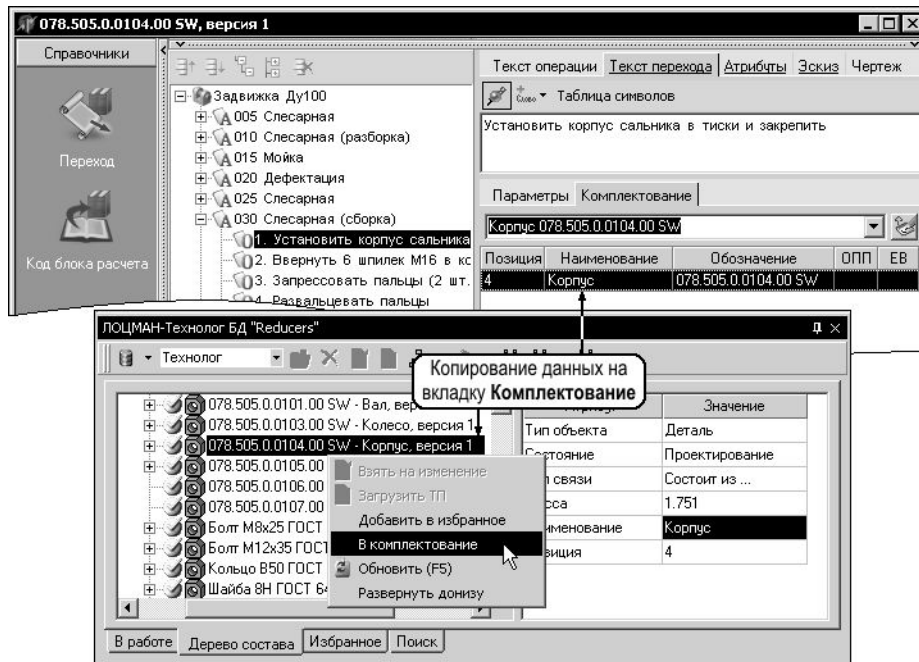 078.505.0.0104.00 SW, версия 1
Справочники
Переход
Код блока расчета
Задвижка Ду100
005 Слесарная
010 Слесарная (разборка)
015 Мойка
020 Дефектация
025 Слесарная
030 Слесарная (сборка)
1. Установить корпус сальника
2. Ввернуть 6 шпилек М16 в кс
3. Запрессовать пальцы (2 шт.
4. Развальцевать пальцы
Текст операции Текст перехода Атрибуты Эскиз Чертеж
Слово Таблица символов
Установить корпус сальника в тиски и закрепить
Параметры Комплектование
Корпус 078.505.0.0104.00 SW
Позиция Наименование Обозначение ОПП ЕВ
4 Корпус 078.505.0.0104.00 SW
ЛОЦМАН-Технолог БД "Reducers"
Технолог
Копирование данных на
вкладку Комплектование
078.505.0.0101.00 SW - Вал, вер
078.505.0.0103.00 SW - Колесо, версия 1
078.505.0.0104.00 SW - Корпус, версия 1
078.505.0.0105.00
078.505.0.0106.00
078.505.0.0107.00
Болт М8х25 ГОСТ
Болт М12х35 ГОСТ
Кольцо В50 ГОСТ
Шайба 8Н ГОСТ 64
Взять на изменение
Загрузить ТП
Добавить в избранное
В комплектование
Обновить (F5)
Развернуть донизу
Значение
Тип объекта Деталь
Состояние Проектирование
связи Состоит из ...
сса 1.751
именование Корпус
зиция 4
В работе Дерево состава Избранное Поиск